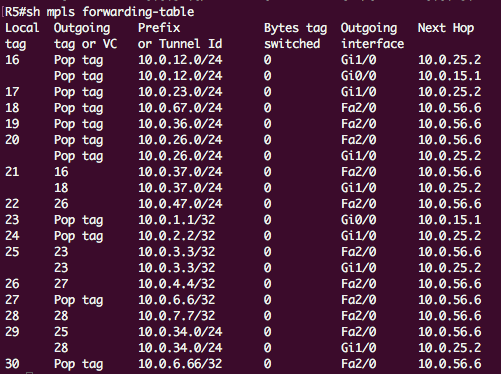 R5#sh mpls forwarding-table
Local Outgoing Prefix Bytes tag Outgoing Next Hop
tag tag or VC or Tunnel Id switched interface
16 Pop tag 10.0.12.0/24 0 Gi1/0 10.0.25.2
Pop tag 10.0.12.0/24 0 Gi0/0 10.0.15.1
17 Pop tag 10.0.23.0/24 0 Gi1/0 10.0.25.2
18 Pop tag 10.0.67.0/24 0 Fa2/0 10.0.56.6
19 Pop tag 10.0.36.0/24 0 Fa2/0 10.0.56.6
20 Pop tag 10.0.26.0/24 0 Fa2/0 10.0.56.6
Pop tag 10.0.26.0/24 0 Gi1/0 10.0.25.2
21 16 10.0.37.0/24 0 Fa2/0 10.0.56.6
18 10.0.37.0/24 0 Gi1/0 10.0.25.2
22 26 10.0.47.0/24 0 Fa2/0 10.0.56.6
23 Pop tag 10.0.1.1/32 0 Gi0/0 10.0.15.1
24 Pop tag 10.0.2.2/32 0 Gi1/0 10.0.25.2
25 23 10.0.3.3/32 0 Fa2/0 10.0.56.6
23 10.0.3.3/32 0 Gi1/0 10.0.25.2
26 27 10.0.4.4/32 0 Fa2/0 10.0.56.6
27 Pop tag 10.0.6.6/32 0 Fa2/0 10.0.56.6
28 28 10.0.7.7/32 0 Fa2/0 10.0.56.6
29 25 10.0.34.0/24 0 Fa2/0 10.0.56.6
28 10.0.34.0/24 0 Gi1/0 10.0.25.2
30 Pop tag 10.0.6.66/32 0 Fa2/0 10.0.56.6